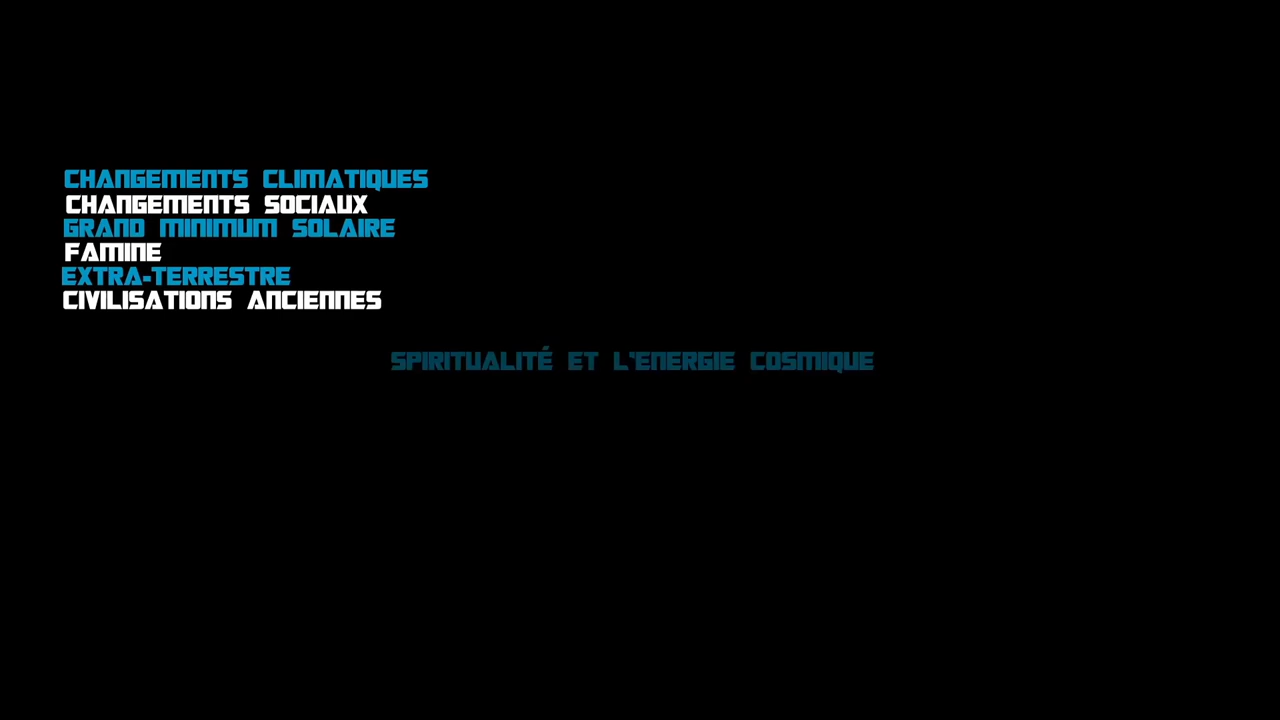 CHANGEMENTS CLIMATIQUES
CHANGEMENTS SOCIAUX
GRAND MINIMUM SOLAIRE
FAMINE
EXTRA-TERRESTRE
CIVILISATIONS ANCIENNES
SPIRITUALITÉ ET L'ENERGIE COSMIQUE